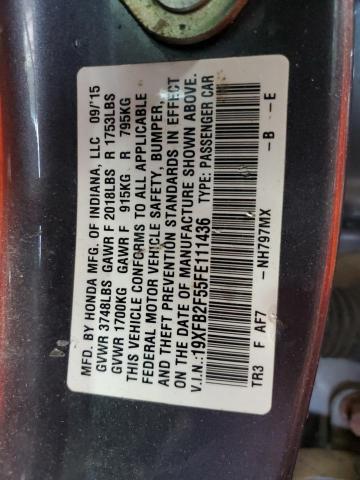 MFD. BY HONDA MFG. OF INDIANA, LLC 09/'15
GVWR 3748LBS GAWR F 2018LBS R 1753LBS
GVWR 1700KG GAWR F 915KG R 795KG
THIS VEHICLE CONFORMS TO ALL APPLICABLE
FEDERAL MOTOR VEHICLE SAFETY, BUMPER,
AND THEFT PREVENTION STANDARDS IN EFFECT
ON THE DATE OF MANUFACTURE SHOWN ABOVE.
V.I.N.:19XFB2F55FE111436 TYPE: PASSENGER CAR
TR3 F AF7 -NH797MX -B -E